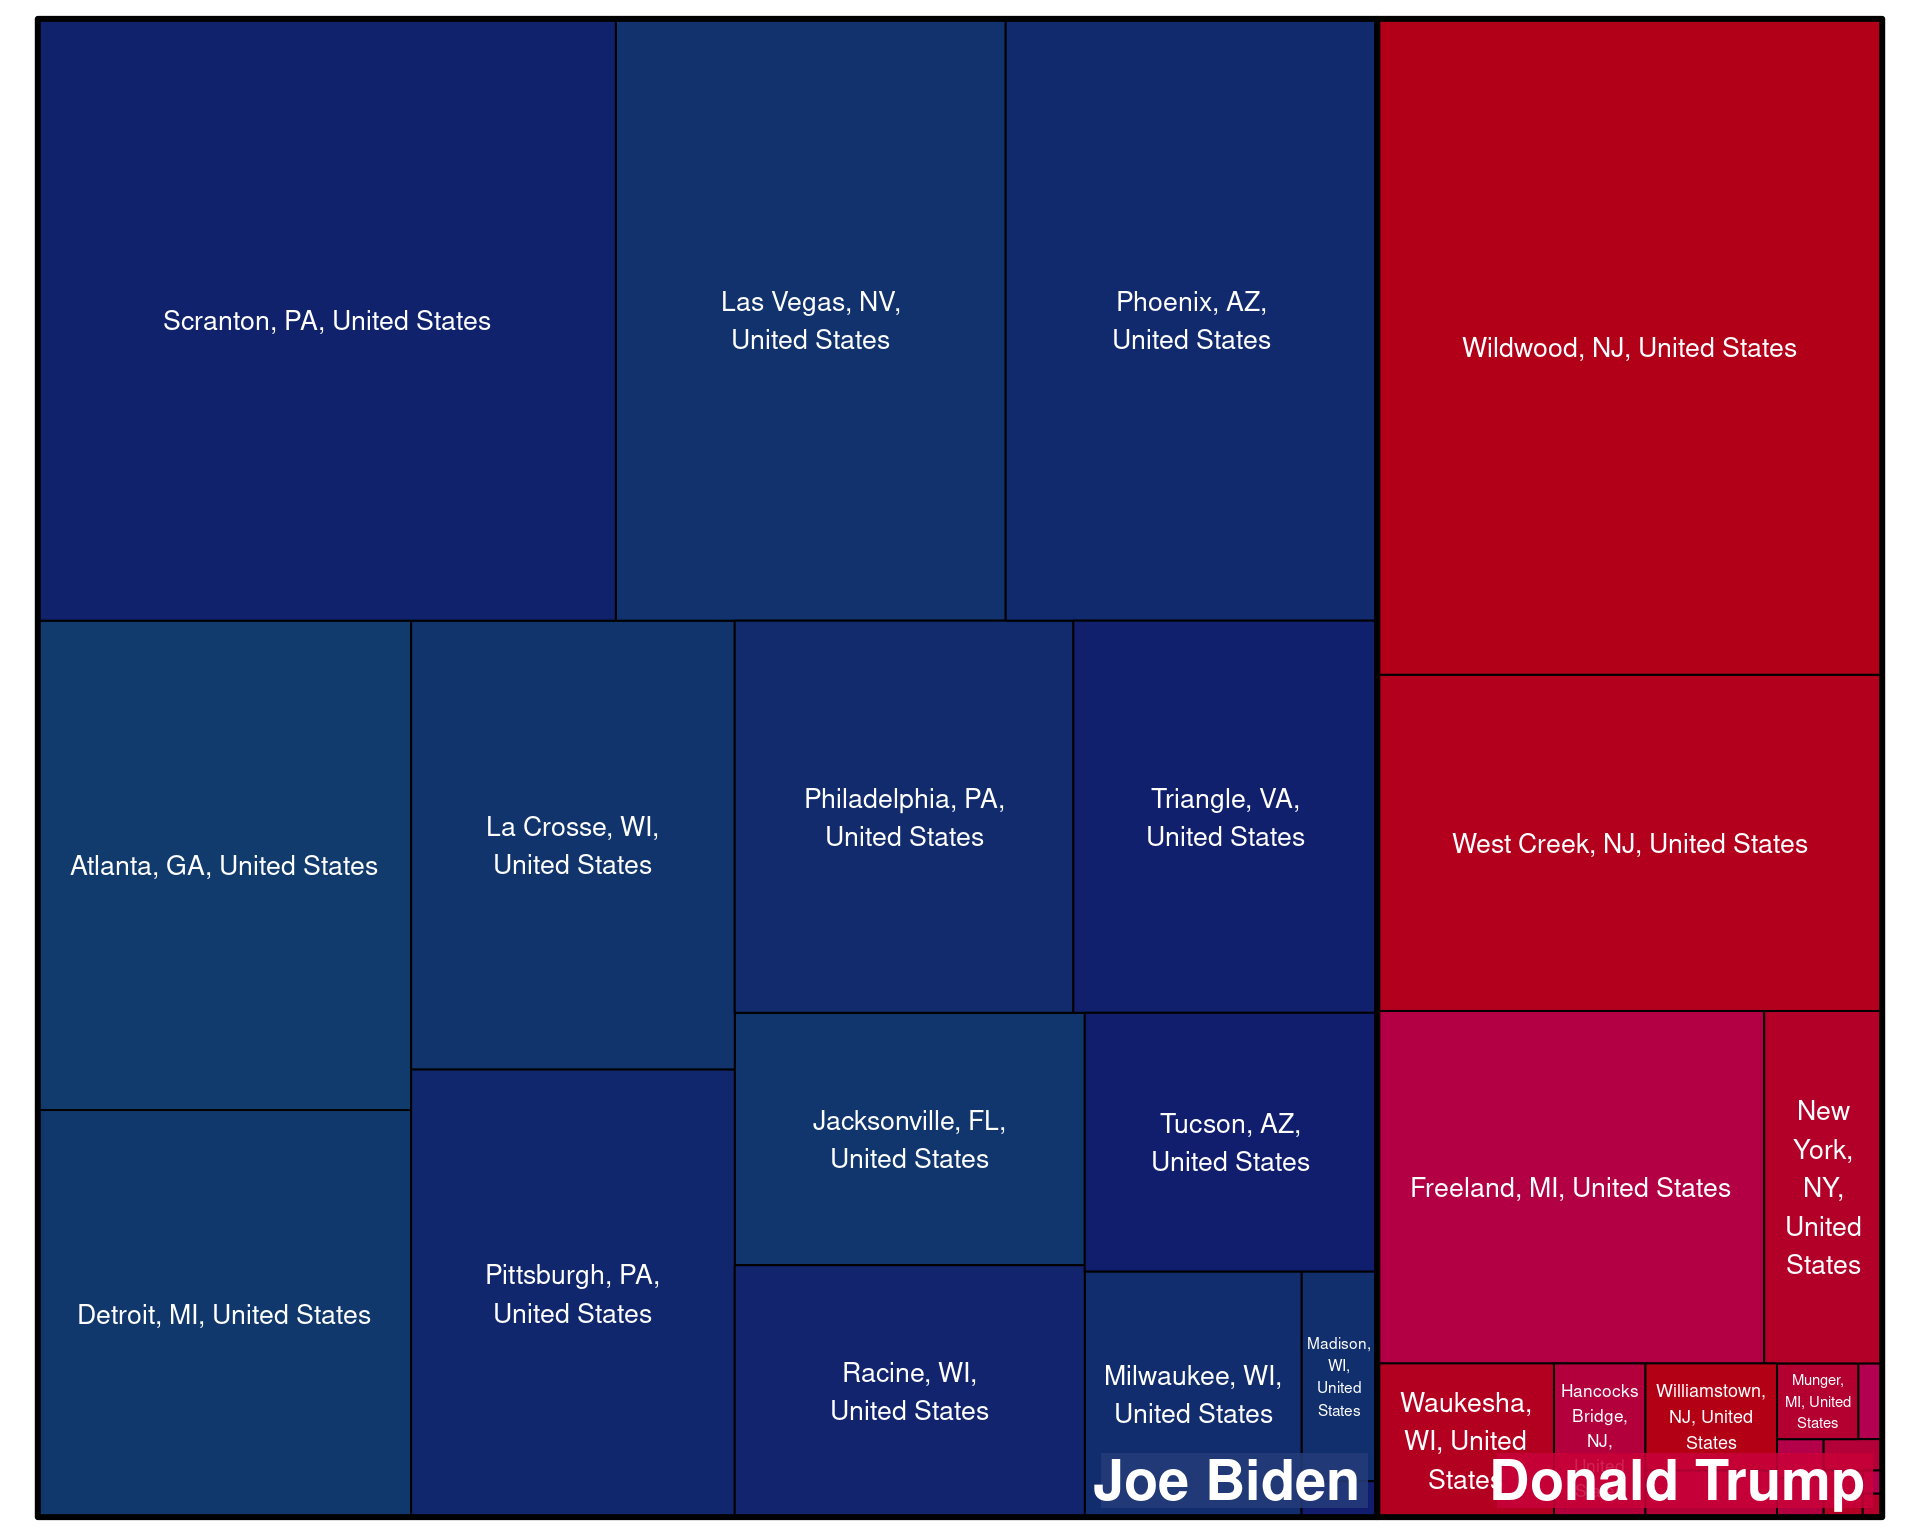 Scranton, PA, United States
Las Vegas, NV,
United States
Phoenix, AZ,
United States
Wildwood, NJ, United States
Atlanta, GA, United States
La Crosse, WI,
United States
Philadelphia, PA,
United States
Triangle, VA,
United States
West Creek, NJ, United States
Detroit, MI, United States
Pittsburgh, PA,
United States
Jacksonville, FL,
United States
Tucson, AZ,
United States
Racine, WI,
United States
Milwaukee, WI,
United States
Madison,
WI,
United
States
Freeland, MI, United States
New
York,
NY,
United
States
Waukesha,
WI, United
States
Hancocks
Bridge,
NJ,
United
Williamstown,
NJ, United
States
Munger,
MI, United
States
Joe Biden
Donald Trump